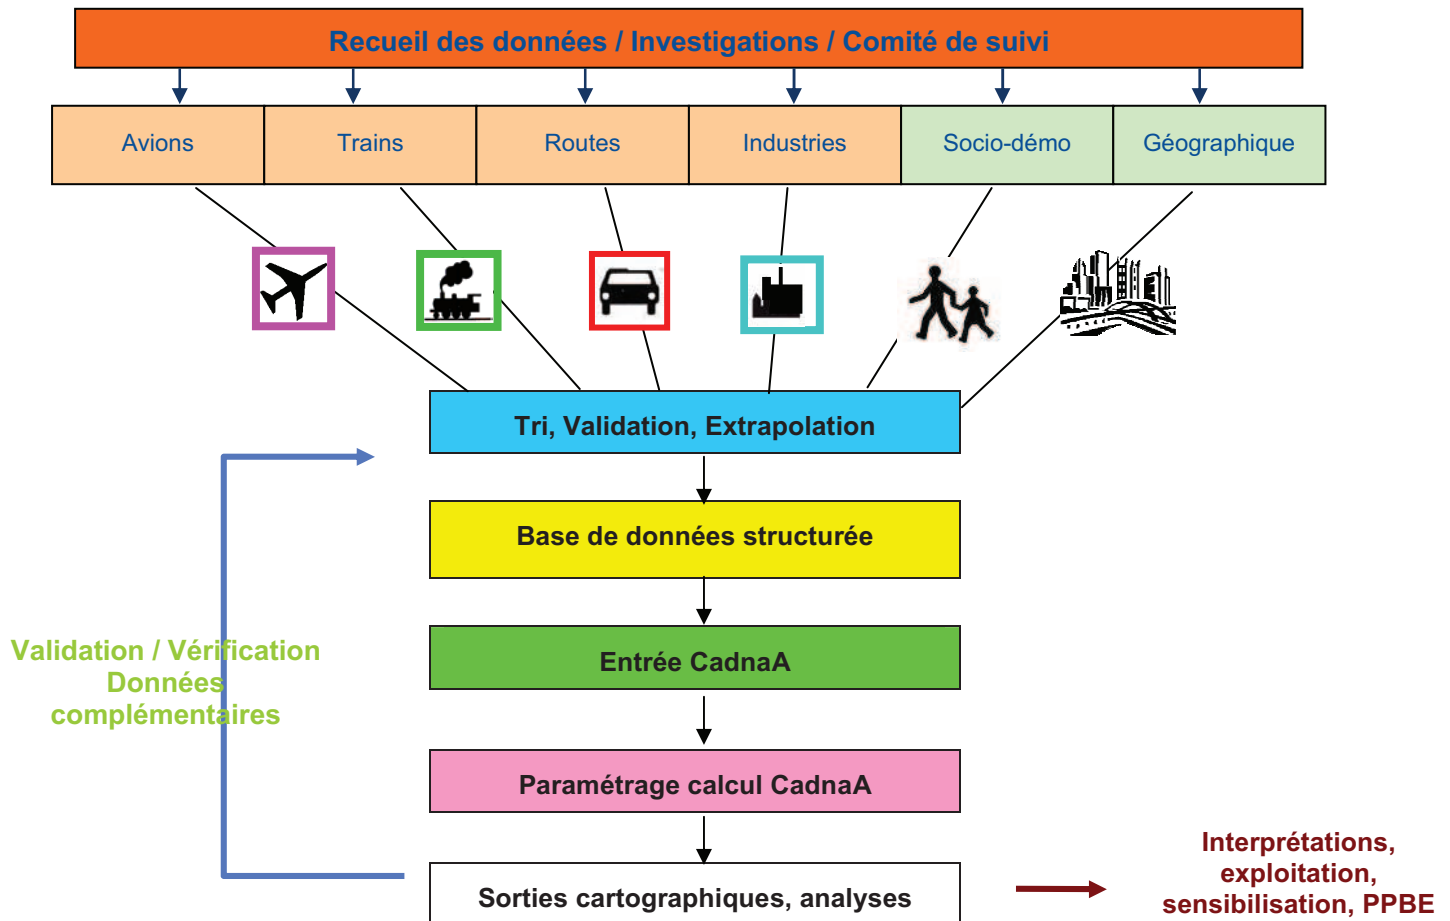 Recueil des données / Investigations / Comité de suivi
Avions
Trains
Routes
Industries
Socio-démo
Géographique
Tri, Validation, Extrapolation
Base de données structurée
Validation / Vérification
Données
complémentaires
Entrée CadnaA
Paramétrage calcul CadnaA
Sorties cartographiques, analyses
Interprétations,
exploitation,
sensibilisation, PPBE